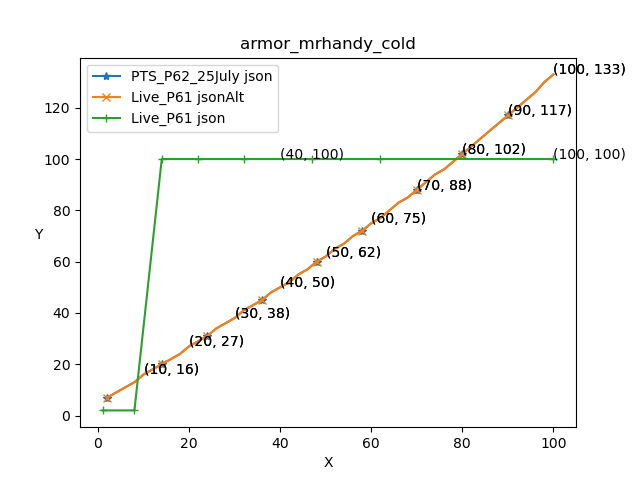 armor_mrhandy_cold
PTS_P62_25July json
Live_P61 jsonAlt
Live_P61 json
(100, 133)
(90, 117)
(80, 102)
(40, 100)
(100, 100)
(70, 88)
(60, 75)
(50, 62)
(40, 50)
(30, 38)
(20, 27)
(10, 16)
120
100
80
60
40
20
0
Y
0 20 40 60 80 100
X